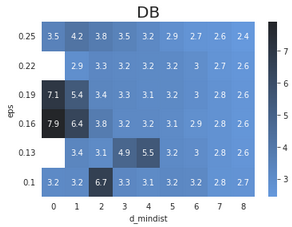 DB
0.25 3.5 4.2 3.8 3.5 3.2 2.9 2.7 2.6 2.4
0.22 2.9 3.3 3.2 3.2 3.2 3 2.7 2.6
0.19 7.1 5.4 3.4 3.3 3.1 3.2 3 2.8 2.6
0.16 7.9 6.4 3.8 3.2 3.2 3.1 2.9 2.8 2.6
0.13 3.4 3.1 4.9 5.5 3.2 3 2.8 2.6
0.1 3.2 3.2 6.7 3.3 3.1 3.2 3.2 2.8 2.7
eps
0 1 2 3 4 5 6 7 8
d_mindist
7
6
5
4
3